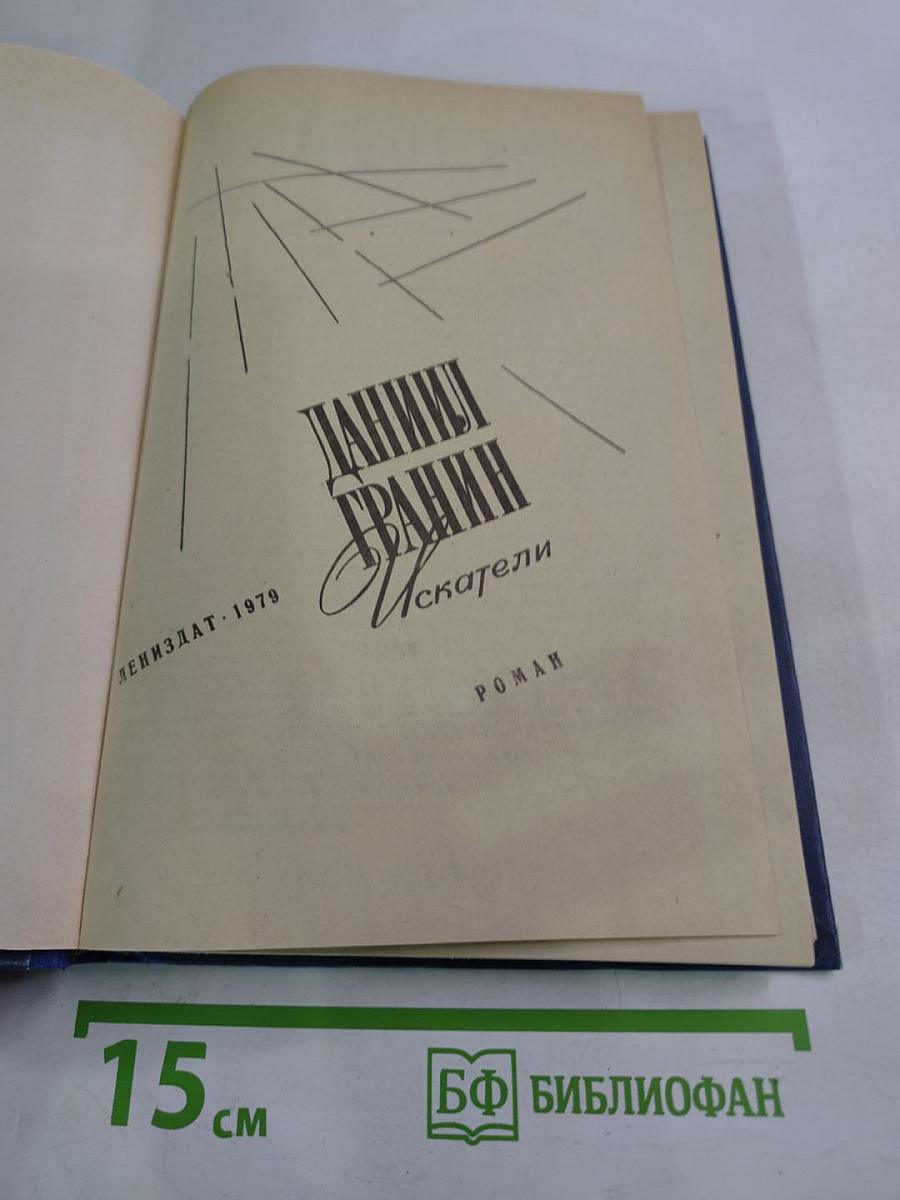 ДАНИИЛ
ГРАНИН
Искатели
РОМАН
ЛЕНИЗДАТ · 1979
15 см
БФ БИБЛИОФАН